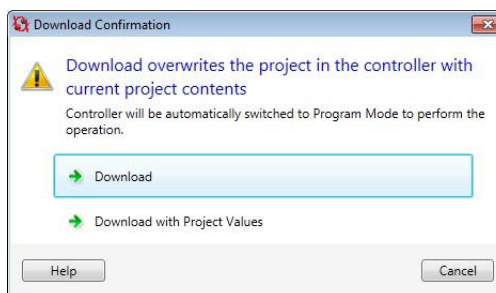 Download Confirmation
Download overwrites the project in the controller with
current project contents
Controller will be automatically switched to Program Mode to perform the
operation.
Download
Download with Project Values
Help
Cancel